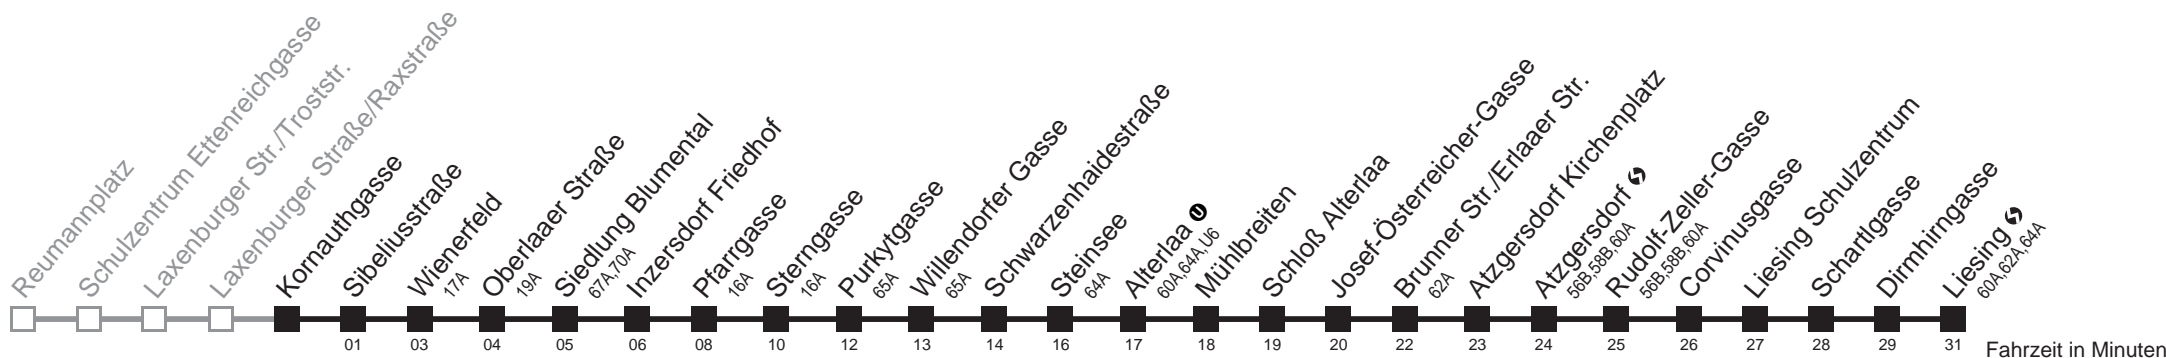 Reumannplatz
Schulzentrum Ettenreichgasse
Laxenburger Str./Troststr.
Laxenburger Straße/Raxstraße
Kornauthgasse
Sibeliusstraße
01
Wienerfeld
17A
03
Oberlaaer Straße
19A
04
Siedlung Blumental
67A,70A
05
Inzersdorf Friedhof
06
Pfarrgasse
16A
08
Sterngasse
16A
10
Purkytgasse
65A
12
Willendorfer Gasse
65A
13
Schwarzenhaidestraße
14
Steinsee
64A
16
Alterlaa U
60A,64A,U6
17
Mühlbreiten
18
Schloß Alterlaa
19
Josef-Österreicher-Gasse
20
Brunner Str./Erlaaer Str.
62A
22
Atzgersdorf Kirchenplatz
23
Atzgersdorf
56B,58B,60A
24
Rudolf-Zeller-Gasse
56B,58B,60A
25
Corvinusgasse
26
Liesing Schulzentrum
27
Schartlgasse
28
Dirmhirngasse
29
Liesing
60A,62A,64A
31
Fahrzeit in Minuten